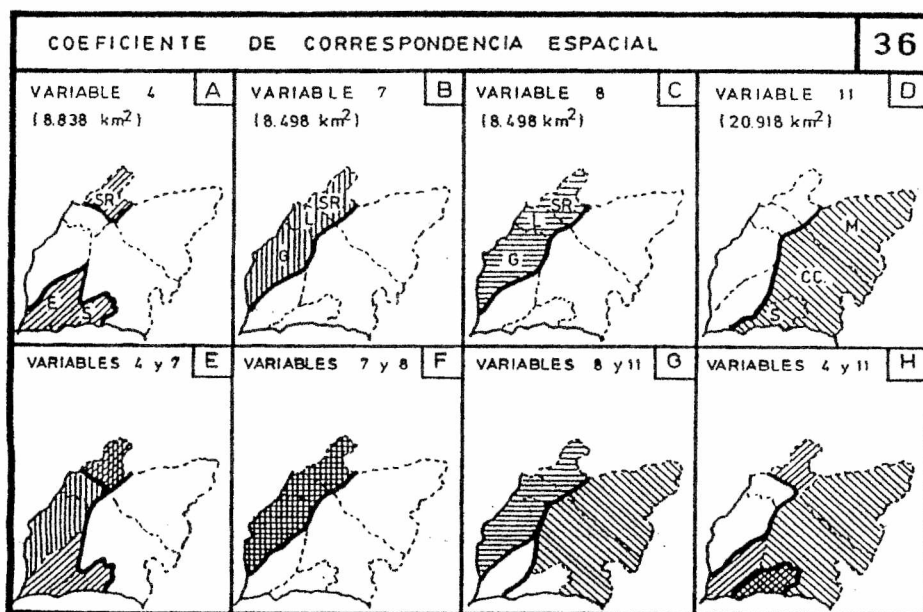 COEFICIENTE DE CORRESPONDENCIA ESPACIAL 36
VARIABLE 4 A
(8.838 km²)
SR
E
S
VARIABLE 7 B
(8.498 km²)
SR
L
G
VARIABLE 8 C
(8.498 km²)
SR
L
G
VARIABLE 11 D
(20.918 km²)
M
CC.
S
VARIABLES 4 y 7 E
VARIABLES 7 y 8 F
VARIABLES 8 y 11 G
VARIABLES 4 y 11 H